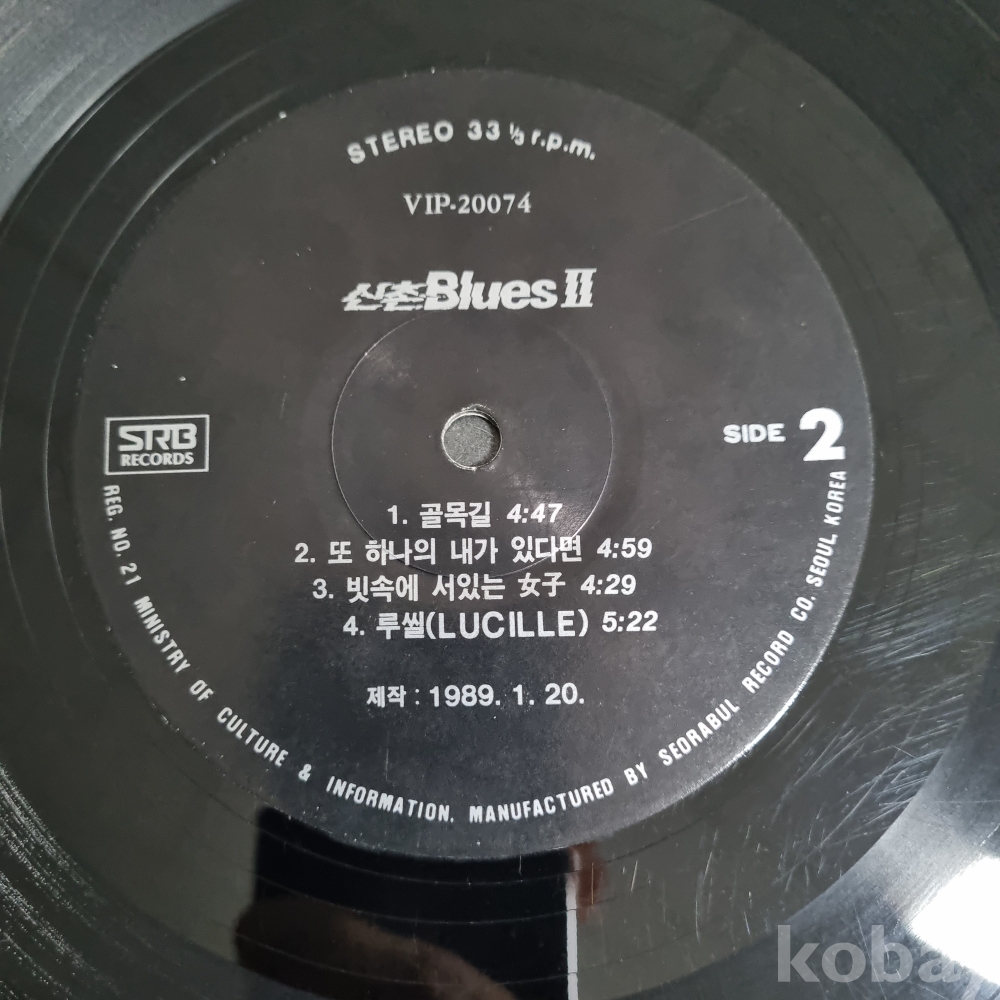 STEREO 33 ⅓ r.p.m.
VIP-20074
신촌Blues II
SRB
RECORDS
SIDE 2
1. 골목길 4:47
2. 또 하나의 내가 있다면 4:59
3. 빗속에 서있는 女子 4:29
4. 루씰(LUCILLE) 5:22
제작 : 1989. 1. 20.
REG. NO. 21 MINISTRY OF CULTURE & INFORMATION. MANUFACTURED BY SEORABUL RECORD CO. SEOUL KOREA
koba